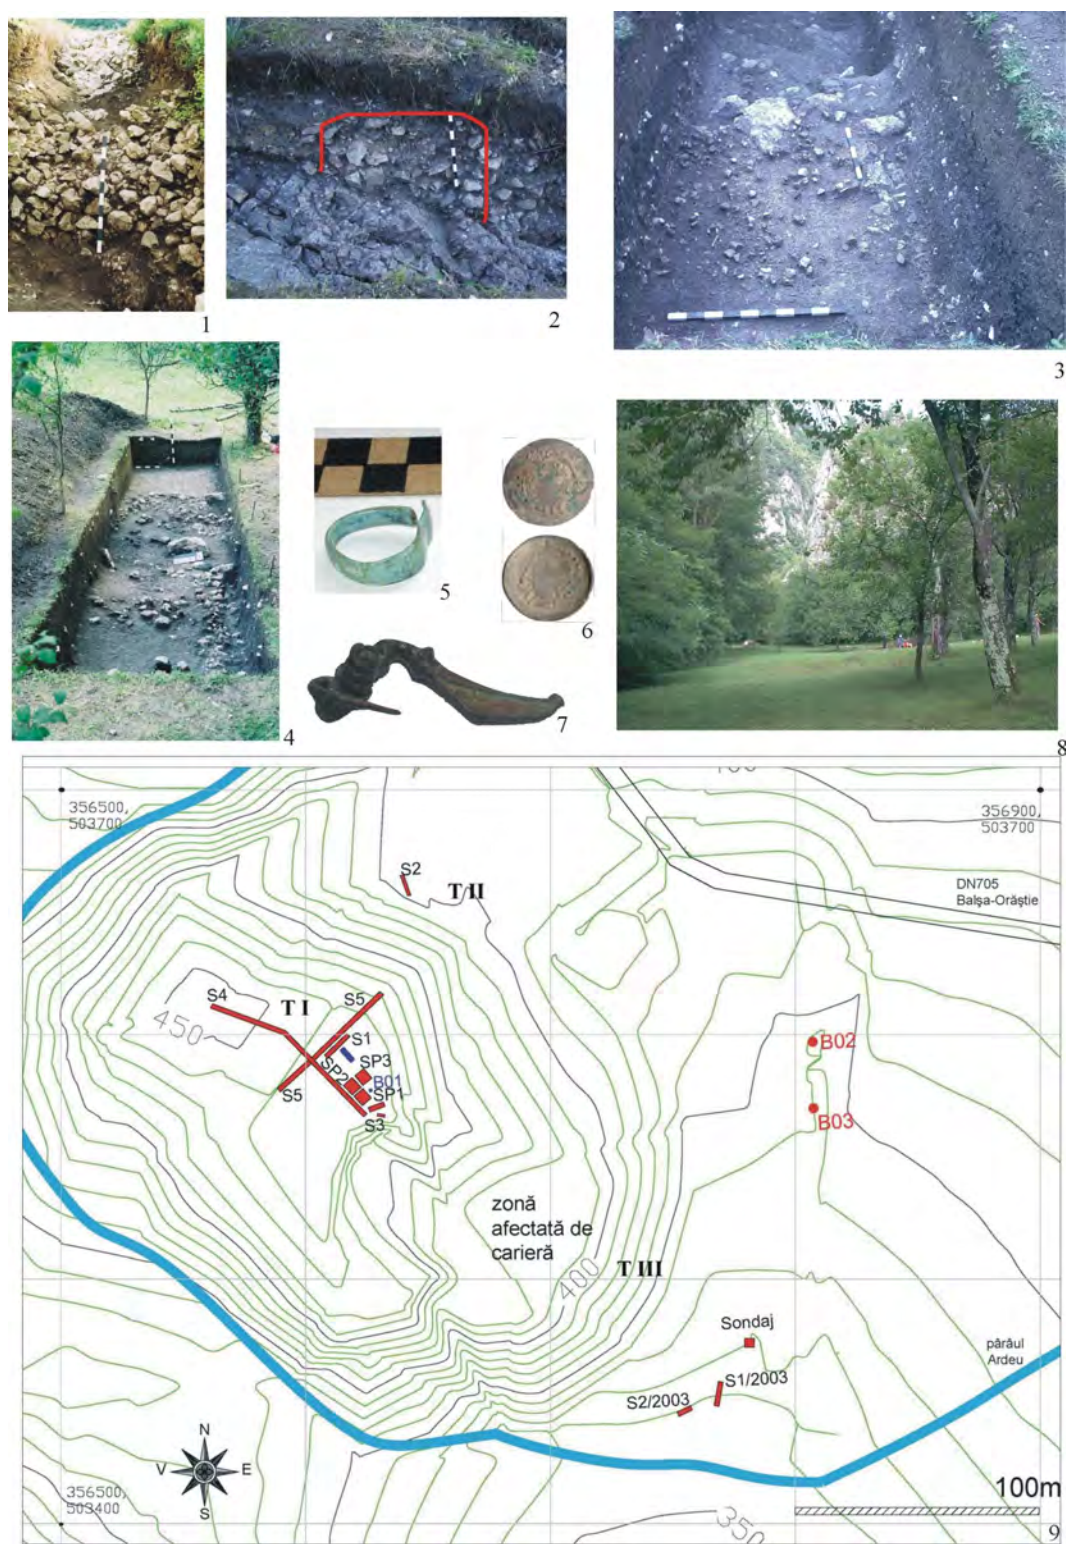 1
2
3
4
5
6
7
8
356500,
503700
356900,
503700
DN705
Balşa-Orăştie
S2
T II
S4
T I
S5
450
S1
SP3
SP2
B01
SP1
S5
S3
B02
B03
zonă
afectată de
carieră
T III
400
Sondaj
pârâul
Ardeu
S1/2003
S2/2003
N
V
E
S
356500,
503400
350
100m
9